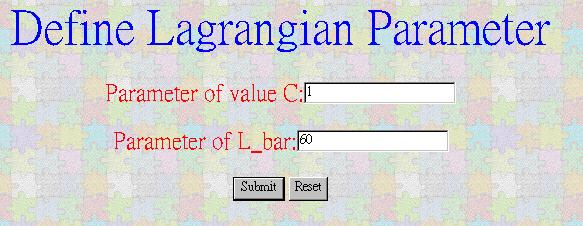 Define Lagrangian Parameter
Parameter of value C: 1
Parameter of L_bar: 60
Submit Reset